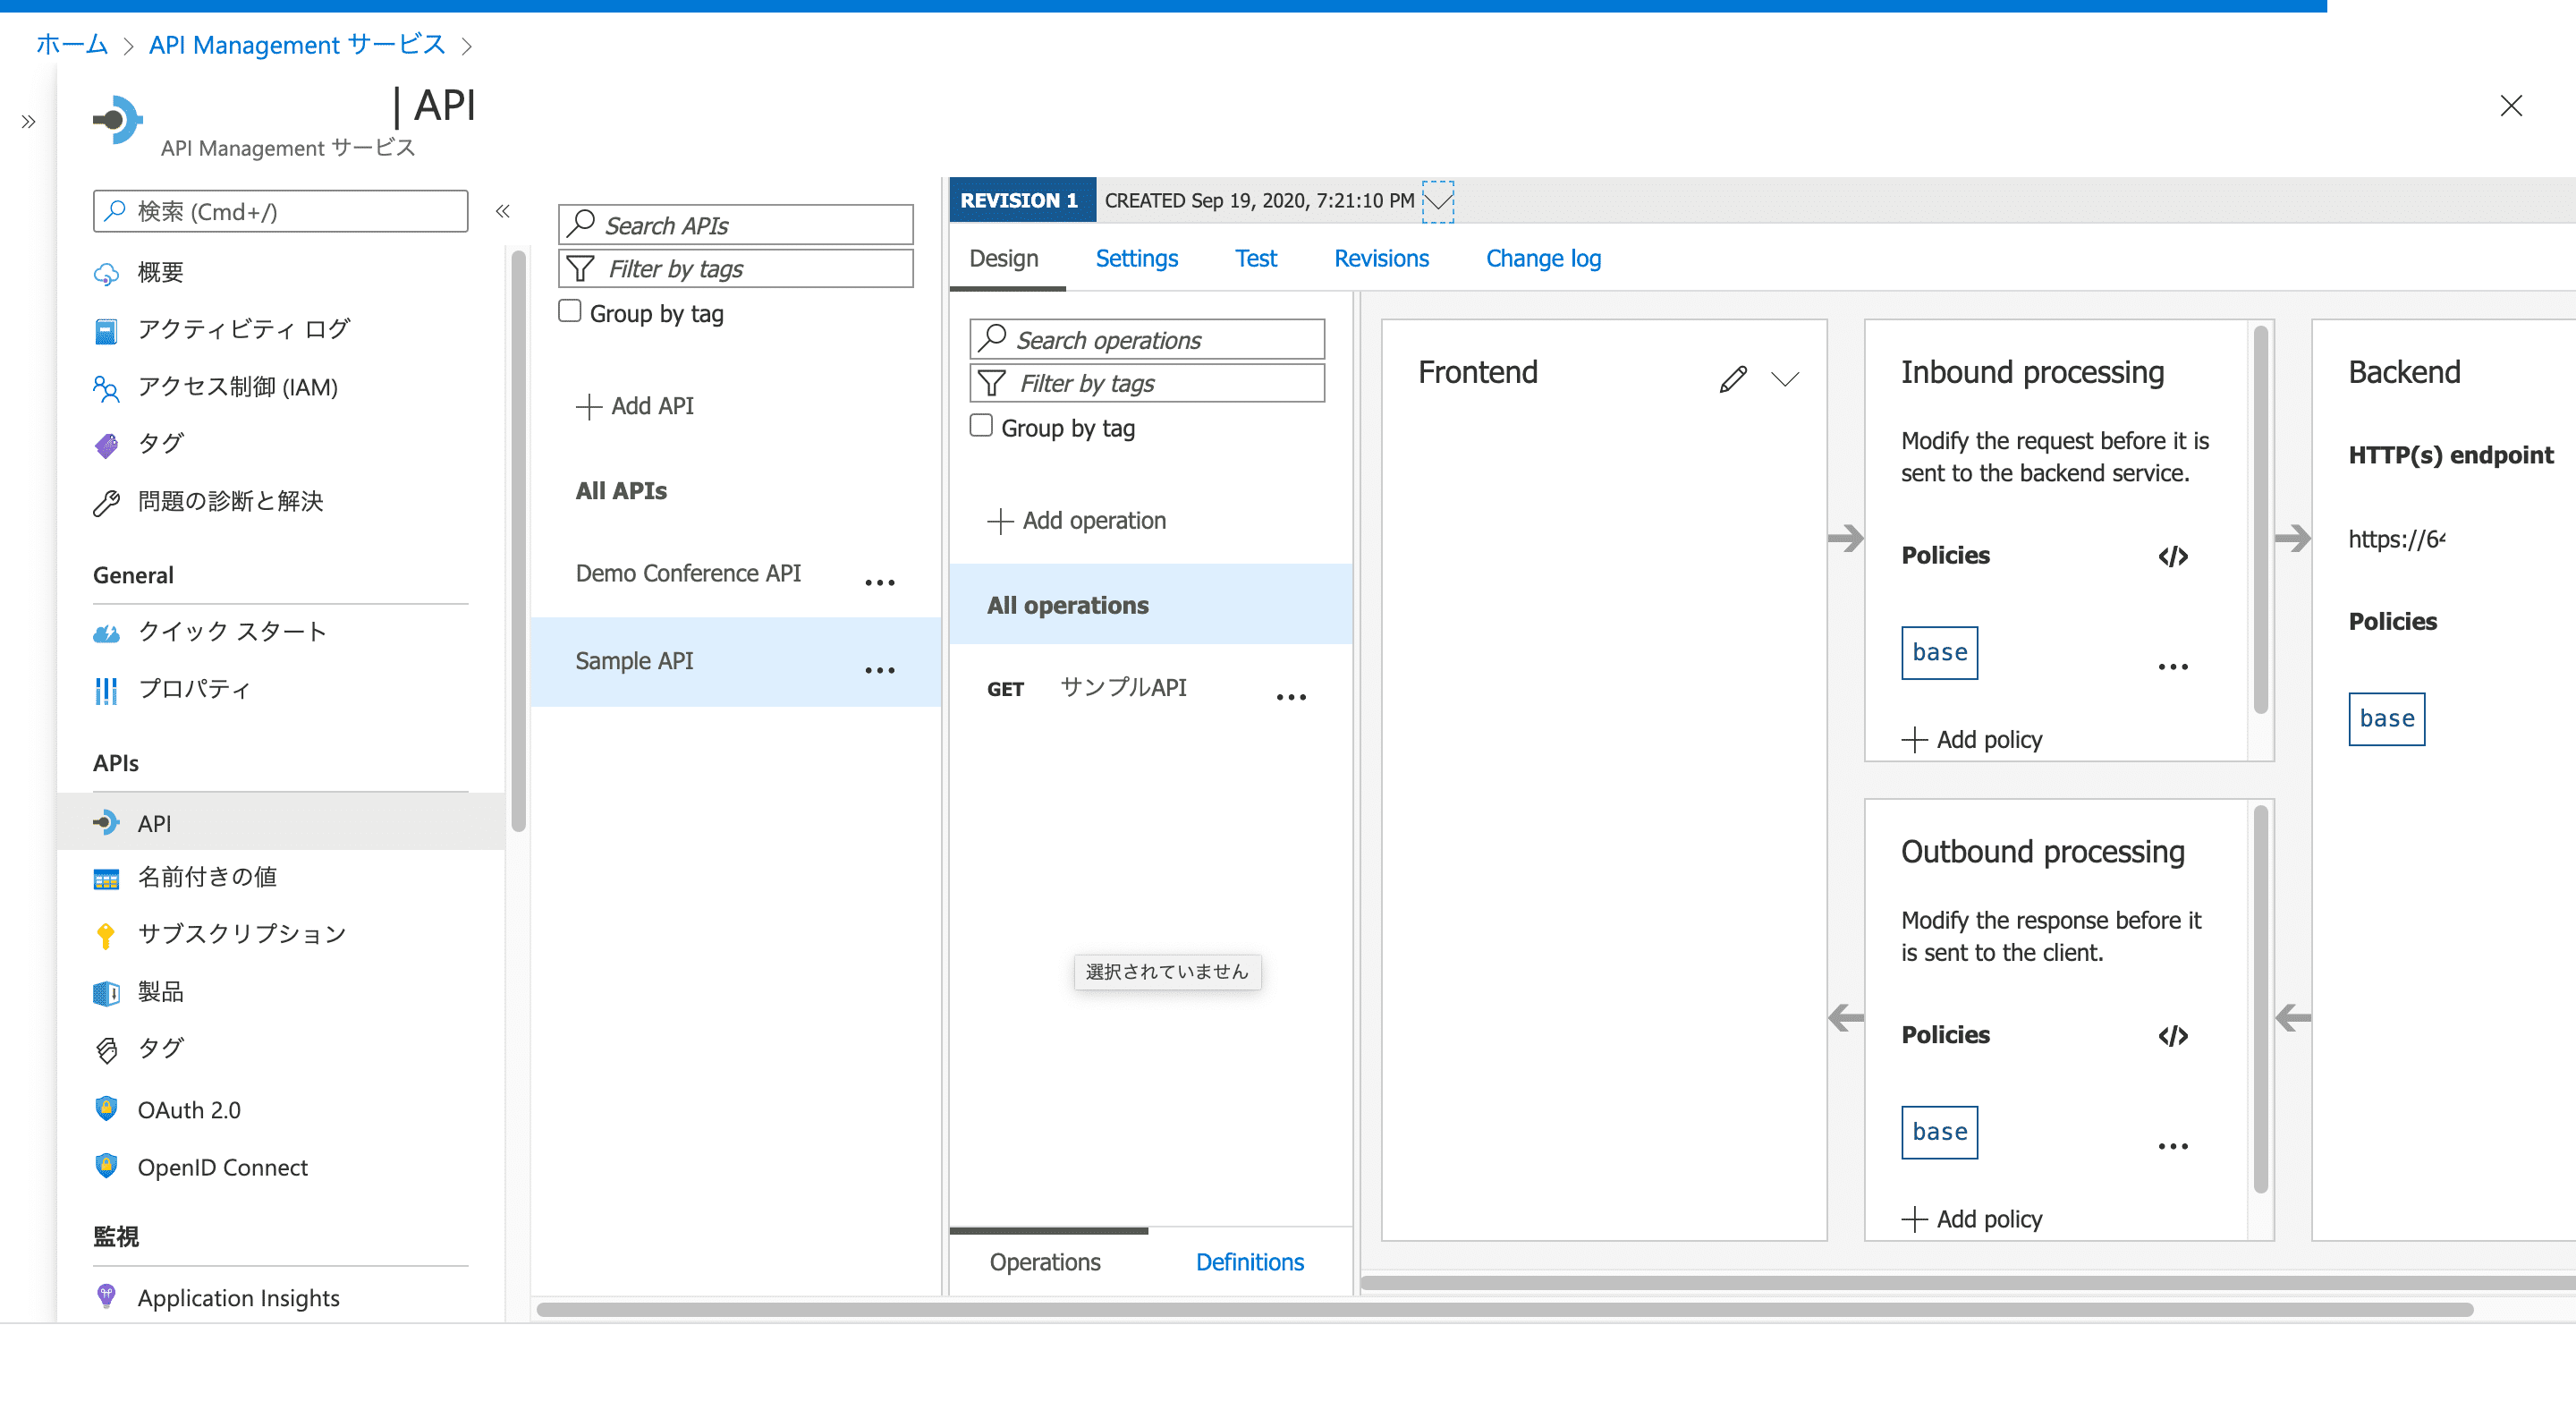 ホーム
API Management サービス
| API
API Management サービス
検索 (Cmd+/)
概要
アクティビティ ログ
アクセス制御 (IAM)
タグ
問題の診断と解決
General
クイック スタート
プロパティ
APIs
API
名前付きの値
サブスクリプション
製品
タグ
OAuth 2.0
OpenID Connect
監視
Application Insights
Search APIs
Filter by tags
Group by tag
Add API
All APIs
Demo Conference API
Sample API
REVISION 1
CREATED Sep 19, 2020, 7:21:10 PM
Design
Settings
Test
Revisions
Change log
Search operations
Filter by tags
Group by tag
Add operation
All operations
GET サンプルAPI
選択されていません
Operations
Definitions
Frontend
Inbound processing
Modify the request before it is
sent to the backend service.
Policies
</>
base
Add policy
Outbound processing
Modify the response before it
is sent to the client.
Policies
</>
base
Add policy
Backend
HTTP(s) endpoint
https://6
Policies
base